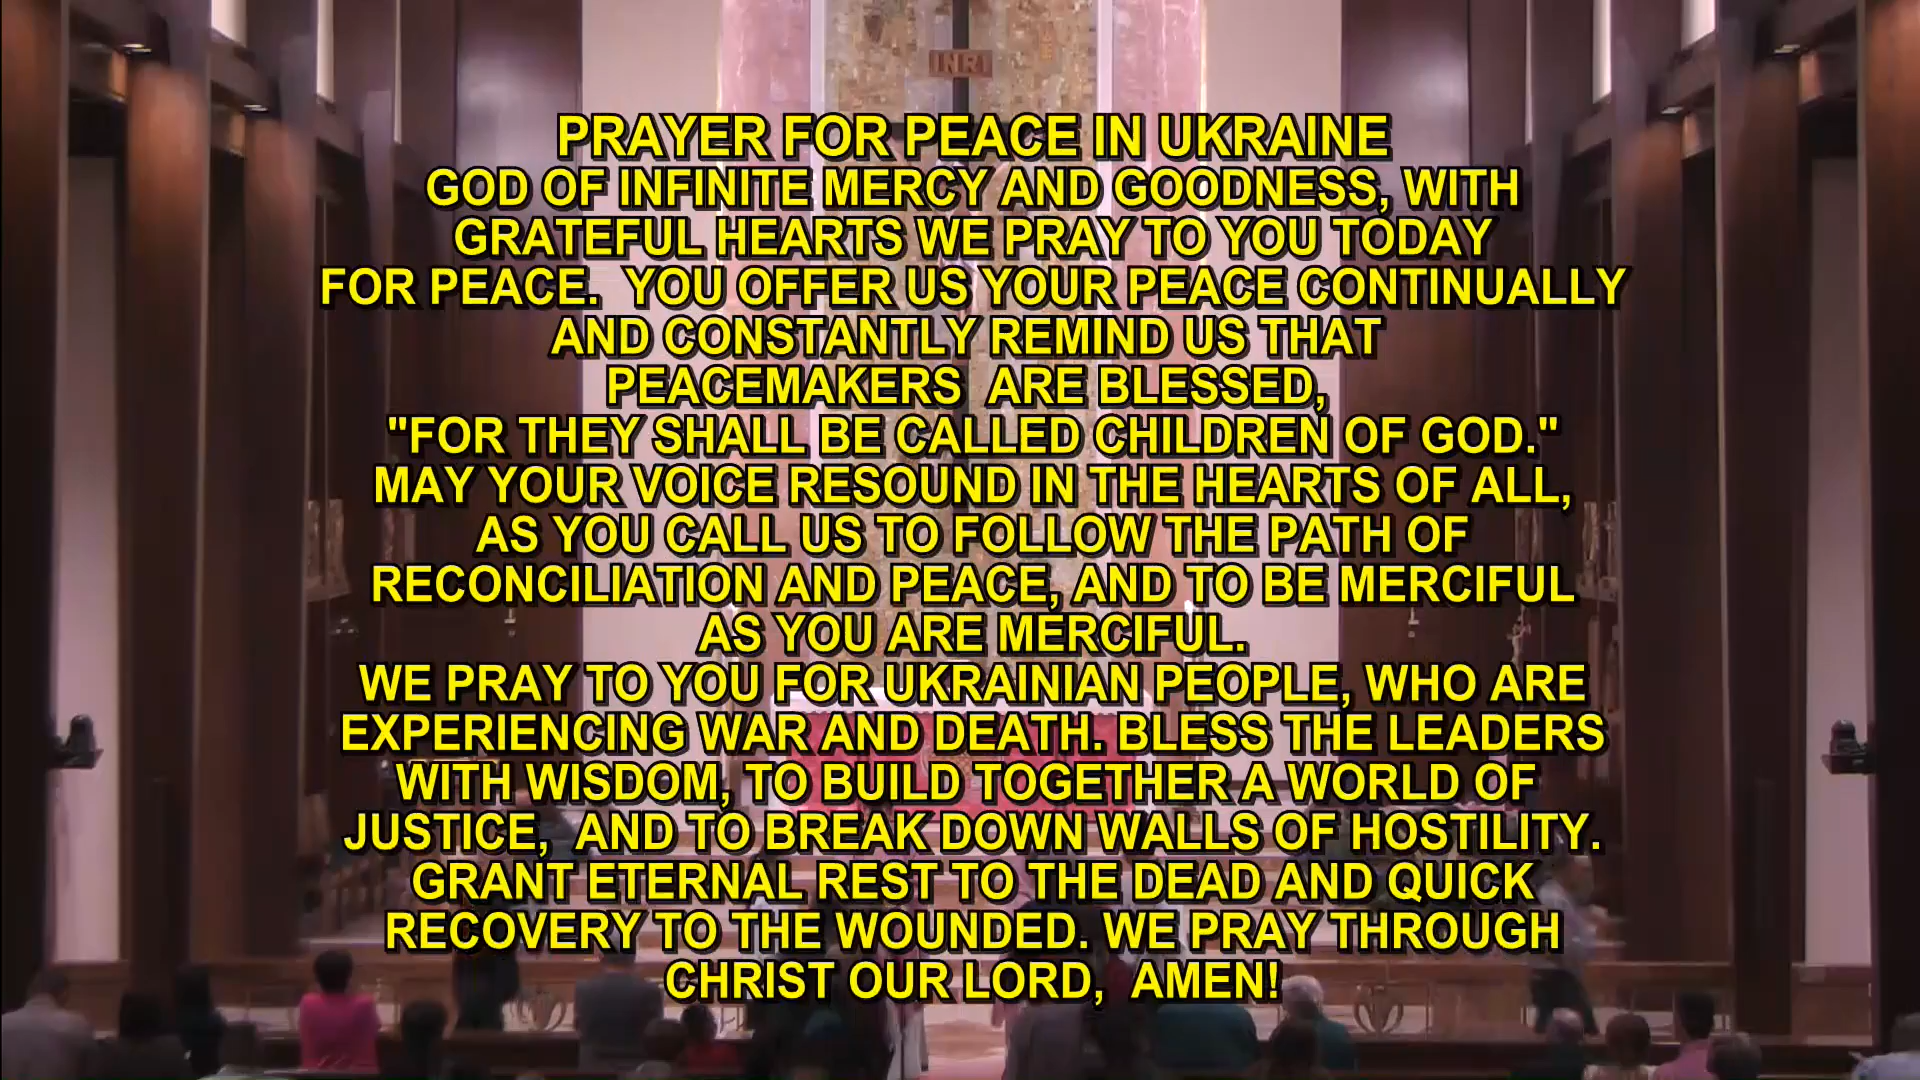 INRI
PRAYER FOR PEACE IN UKRAINE
GOD OF INFINITE MERCY AND GOODNESS, WITH
GRATEFUL HEARTS WE PRAY TO YOU TODAY
FOR PEACE.  YOU OFFER US YOUR PEACE CONTINUALLY
AND CONSTANTLY REMIND US THAT
PEACEMAKERS  ARE BLESSED,
"FOR THEY SHALL BE CALLED CHILDREN OF GOD."
MAY YOUR VOICE RESOUND IN THE HEARTS OF ALL,
AS YOU CALL US TO FOLLOW THE PATH OF
RECONCILIATION AND PEACE, AND TO BE MERCIFUL
AS YOU ARE MERCIFUL.
WE PRAY TO YOU FOR UKRAINIAN PEOPLE, WHO ARE
EXPERIENCING WAR AND DEATH. BLESS THE LEADERS
WITH WISDOM, TO BUILD TOGETHER A WORLD OF
JUSTICE,  AND TO BREAK DOWN WALLS OF HOSTILITY.
GRANT ETERNAL REST TO THE DEAD AND QUICK
RECOVERY TO THE WOUNDED. WE PRAY THROUGH
CHRIST OUR LORD,  AMEN!